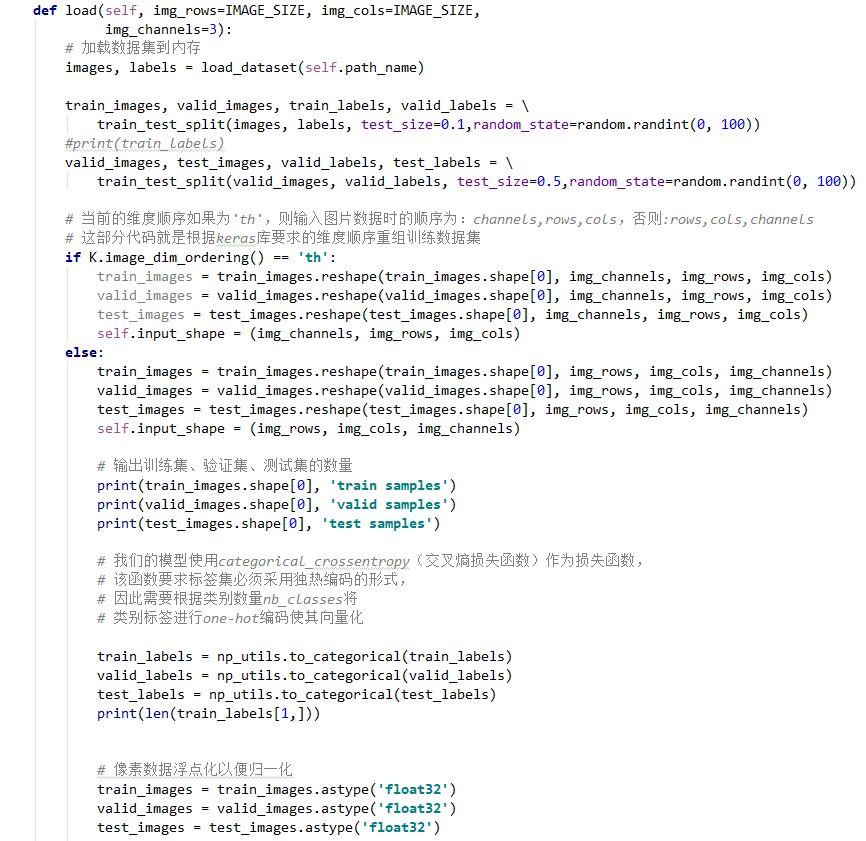 def load(self, img_rows=IMAGE_SIZE, img_cols=IMAGE_SIZE,
img_channels=3):
# 加载数据集到内存
images, labels = load_dataset(self.path_name)
train_images, valid_images, train_labels, valid_labels = \
train_test_split(images, labels, test_size=0.1,random_state=random.randint(0, 100))
#print(train_labels)
valid_images, test_images, valid_labels, test_labels = \
train_test_split(valid_images, valid_labels, test_size=0.5,random_state=random.randint(0, 100))
# 当前的维度顺序如果为'th'，则输入图片数据时的顺序为：channels,rows,cols，否则:rows,cols,channels
# 这部分代码就是根据keras库要求的维度顺序重组训练数据集
if K.image_dim_ordering() == 'th':
train_images = train_images.reshape(train_images.shape[0], img_channels, img_rows, img_cols)
valid_images = valid_images.reshape(valid_images.shape[0], img_channels, img_rows, img_cols)
test_images = test_images.reshape(test_images.shape[0], img_channels, img_rows, img_cols)
self.input_shape = (img_channels, img_rows, img_cols)
else:
train_images = train_images.reshape(train_images.shape[0], img_rows, img_cols, img_channels)
valid_images = valid_images.reshape(valid_images.shape[0], img_rows, img_cols, img_channels)
test_images = test_images.reshape(test_images.shape[0], img_rows, img_cols, img_channels)
self.input_shape = (img_rows, img_cols, img_channels)
# 输出训练集、验证集、测试集的数量
print(train_images.shape[0], 'train samples')
print(valid_images.shape[0], 'valid samples')
print(test_images.shape[0], 'test samples')
# 我们的模型使用categorical_crossentropy（交叉熵损失函数）作为损失函数，
# 该函数要求标签集必须采用独热编码的形式，
# 因此需要根据类别数量nb_classes将
# 类别标签进行one-hot编码使其向量化
train_labels = np_utils.to_categorical(train_labels)
valid_labels = np_utils.to_categorical(valid_labels)
test_labels = np_utils.to_categorical(test_labels)
print(len(train_labels[1,]))
# 像素数据浮点化以便归一化
train_images = train_images.astype('float32')
valid_images = valid_images.astype('float32')
test_images = test_images.astype('float32')